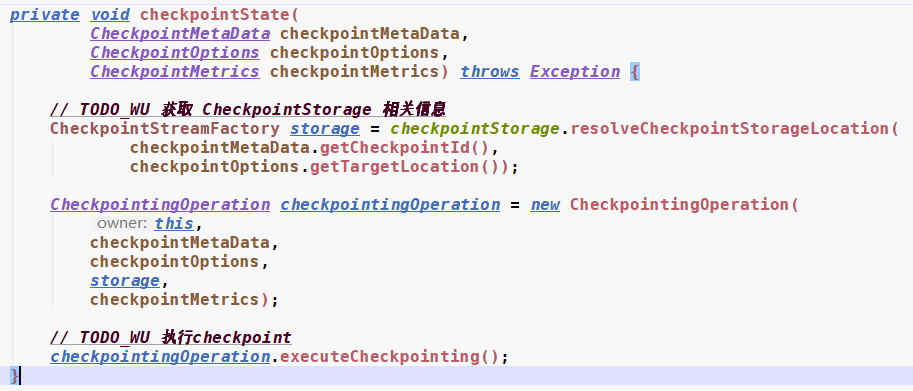 private void checkpointState(
CheckpointMetaData checkpointMetaData,
CheckpointOptions checkpointOptions,
CheckpointMetrics checkpointMetrics) throws Exception {
// TODO_WU 获取 CheckpointStorage 相关信息
CheckpointStreamFactory storage = checkpointStorage.resolveCheckpointStorageLocation(
checkpointMetaData.getCheckpointId(),
checkpointOptions.getTargetLocation());
CheckpointingOperation checkpointingOperation = new CheckpointingOperation(
owner: this,
checkpointMetaData,
checkpointOptions,
storage,
checkpointMetrics);
// TODO_WU 执行checkpoint
checkpointingOperation.executeCheckpointing();
}